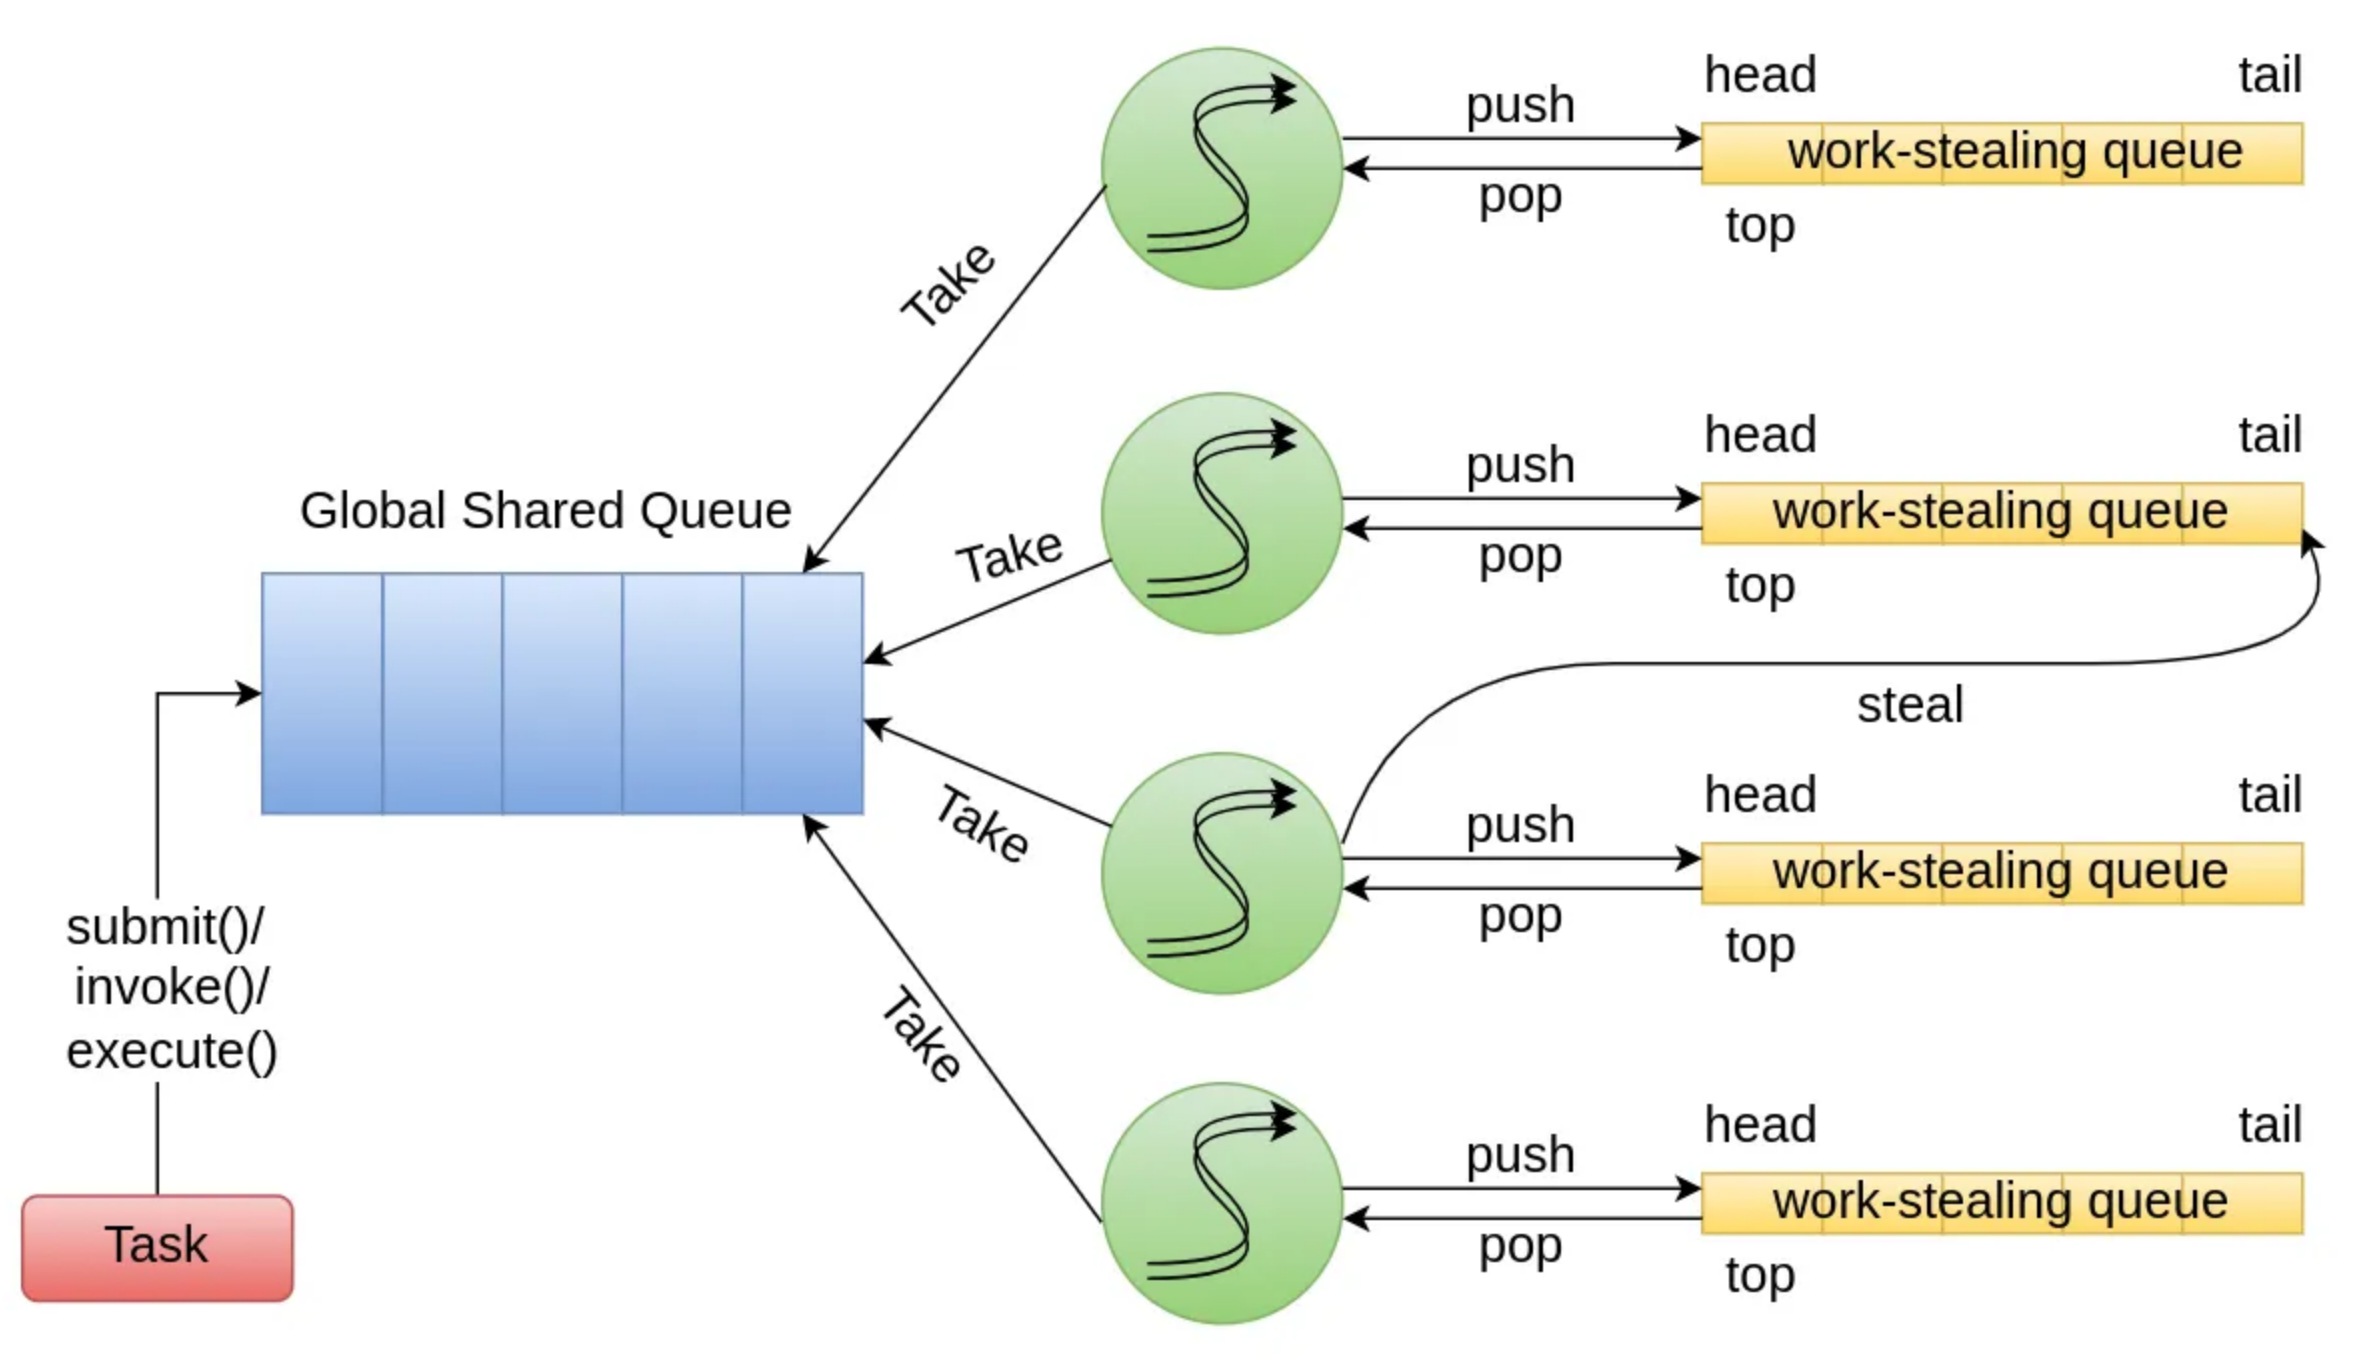 head
tail
push
work-stealing queue
pop
top
Take
head
tail
push
work-stealing queue
pop
top
Global Shared Queue
Take
steal
Take
head
tail
push
work-stealing queue
pop
top
submit()/
invoke()/
execute()
Take
head
tail
push
work-stealing queue
pop
top
Task